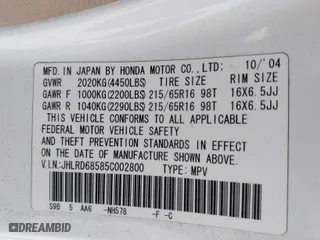 MFD. IN JAPAN BY HONDA MOTOR CO.,LTD. 10/'04
GVWR 2020KG(4450LBS) TIRE SIZE RIM SIZE
GAWR F 1000KG(2200LBS) 215/65R16 98T 16X6.5JJ
GAWR R 1040KG(2290LBS) 215/65R16 98T 16X6.5JJ
THIS VEHICLE CONFORMS TO ALL APPLICABLE
FEDERAL MOTOR VEHICLE SAFETY, BUMPER
AND THEFT PREVENTION STANDARDS IN EFFECT
ON THE DATE OF MANUFACTURE SHOWN ABOVE.
V.I.N:JHLRD68585C002800 TYPE: MPV
S9B 5 AA6 -NH578 -F -C
DEALERCENTER